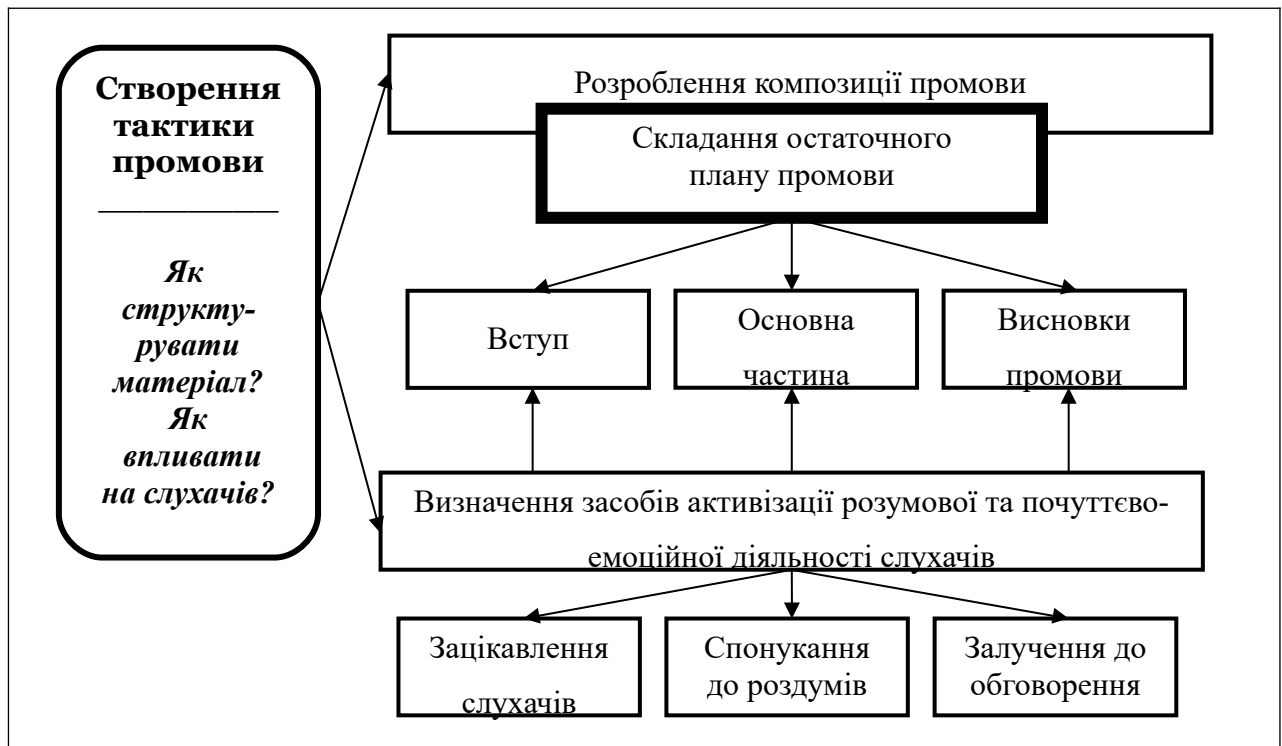 Створення
тактики
промови
____________
Як
структу-
рувати
матеріал?
Як
впливати
на слухачів?
Розроблення композиції промови
Складання остаточного
плану промови
Вступ
Основна
частина
Висновки
промови
Визначення засобів активізації розумової та почуттєво-
емоційної діяльності слухачів
Зацікавлення
слухачів
Спонукання
до роздумів
Залучення до
обговорення